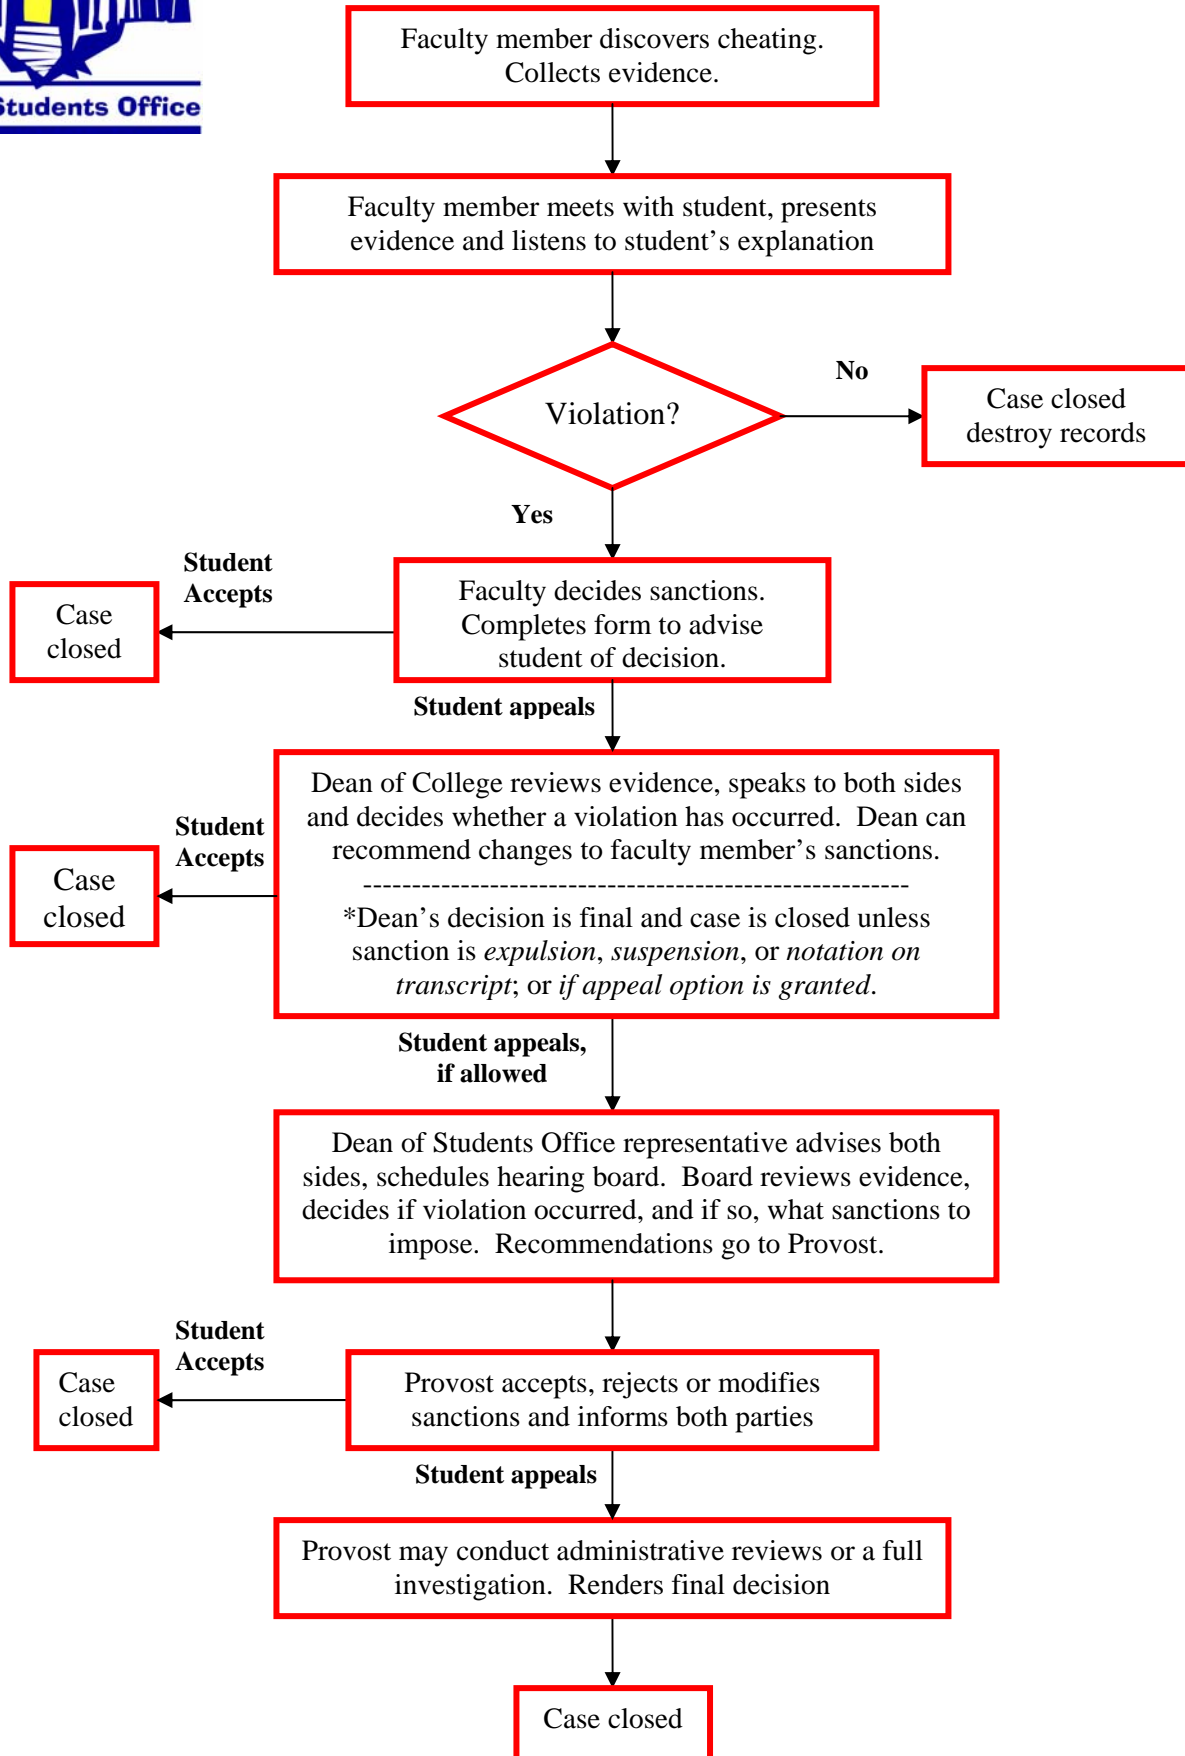 Students Office
Faculty member discovers cheating.
Collects evidence.
Faculty member meets with student, presents
evidence and listens to student’s explanation
Violation?
No
Case closed
destroy records
Yes
Student
Accepts
Case
closed
Faculty decides sanctions.
Completes form to advise
student of decision.
Student appeals
Dean of College reviews evidence, speaks to both sides
and decides whether a violation has occurred.  Dean can
recommend changes to faculty member’s sanctions.
--------------------------------------------------------
*Dean’s decision is final and case is closed unless
sanction is expulsion, suspension, or notation on
transcript; or if appeal option is granted.
Student
Accepts
Case
closed
Student appeals,
if allowed
Dean of Students Office representative advises both
sides, schedules hearing board.  Board reviews evidence,
decides if violation occurred, and if so, what sanctions to
impose.  Recommendations go to Provost.
Student
Accepts
Case
closed
Provost accepts, rejects or modifies
sanctions and informs both parties
Student appeals
Provost may conduct administrative reviews or a full
investigation.  Renders final decision
Case closed